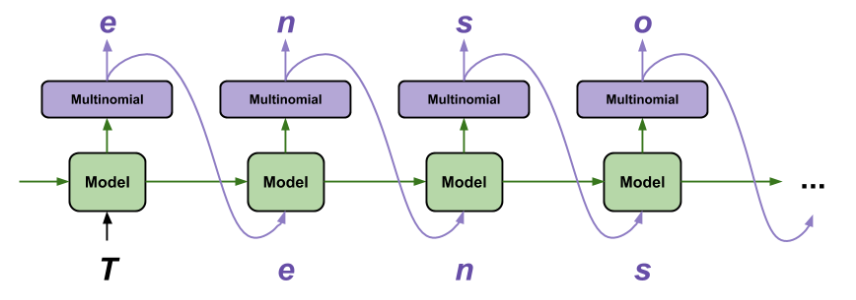 e n s o
Multinomial Multinomial Multinomial Multinomial
Model Model Model Model ...
T e n s